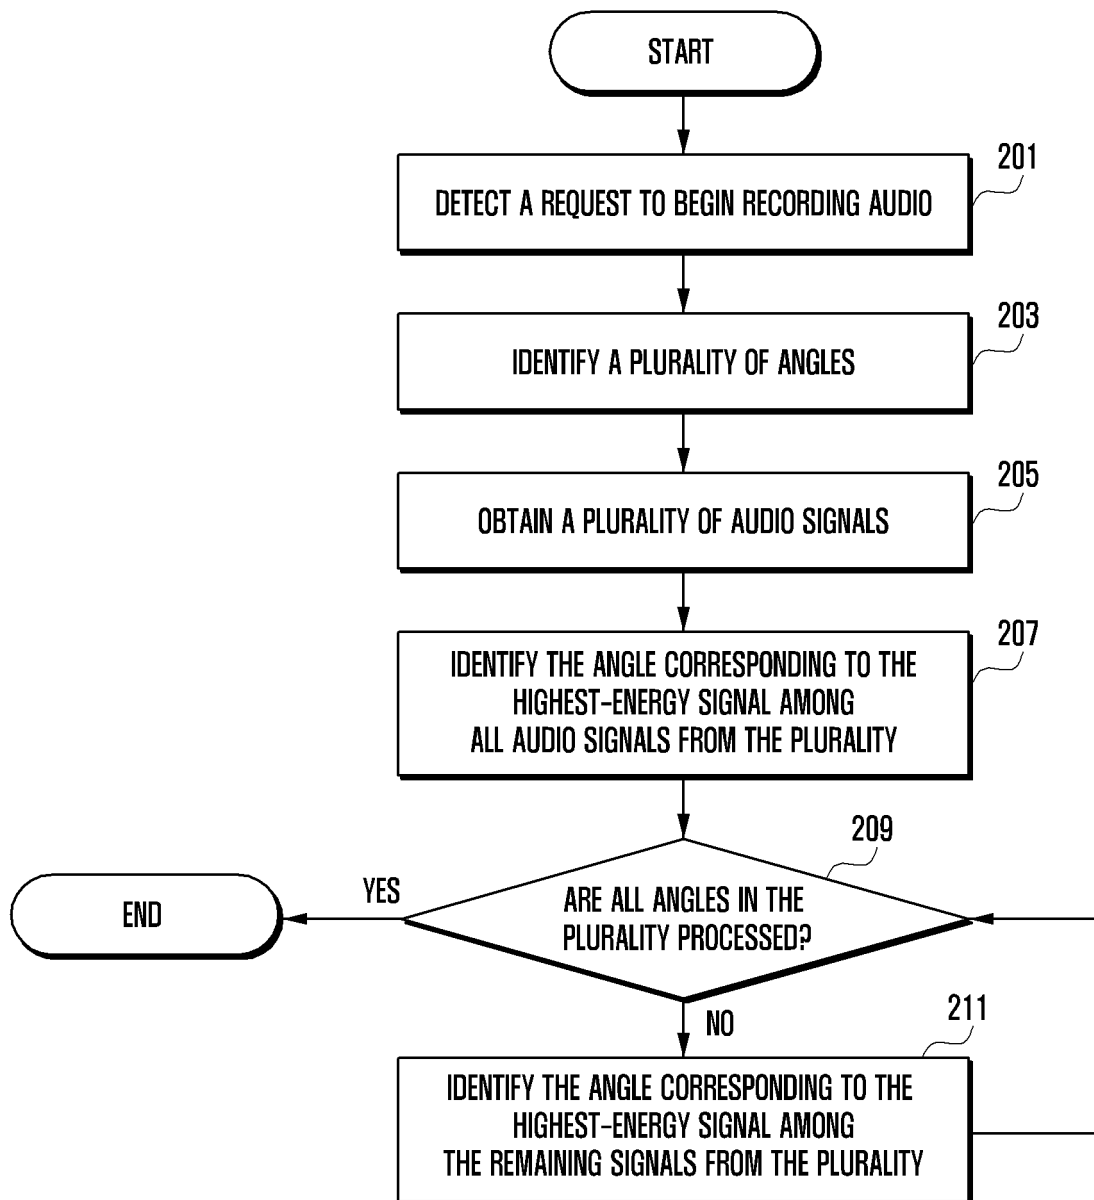 START
201
DETECT A REQUEST TO BEGIN RECORDING AUDIO
203
IDENTIFY A PLURALITY OF ANGLES
205
OBTAIN A PLURALITY OF AUDIO SIGNALS
207
IDENTIFY THE ANGLE CORRESPONDING TO THE
HIGHEST-ENERGY SIGNAL AMONG
ALL AUDIO SIGNALS FROM THE PLURALITY
209
ARE ALL ANGLES IN THE
PLURALITY PROCESSED?
YES
END
NO
211
IDENTIFY THE ANGLE CORRESPONDING TO THE
HIGHEST-ENERGY SIGNAL AMONG
THE REMAINING SIGNALS FROM THE PLURALITY